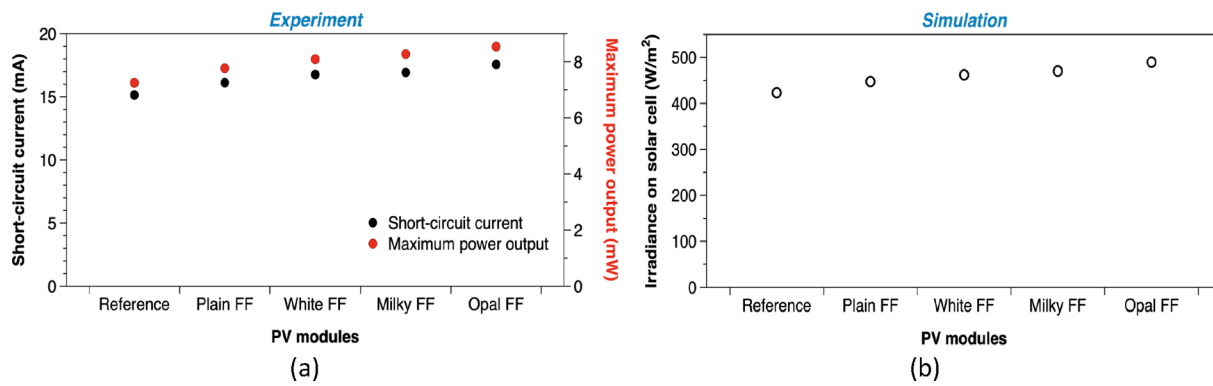 Experiment
20
15
10
5
0
Short-circuit current (mA)
8
6
4
2
0
Maximum power output (mW)
Short-circuit current
Maximum power output
Reference Plain FF White FF Milky FF Opal FF
PV modules
(a)
Simulation
500
400
300
200
100
0
Irradiance on solar cell (W/m²)
Reference Plain FF White FF Milky FF Opal FF
PV modules
(b)